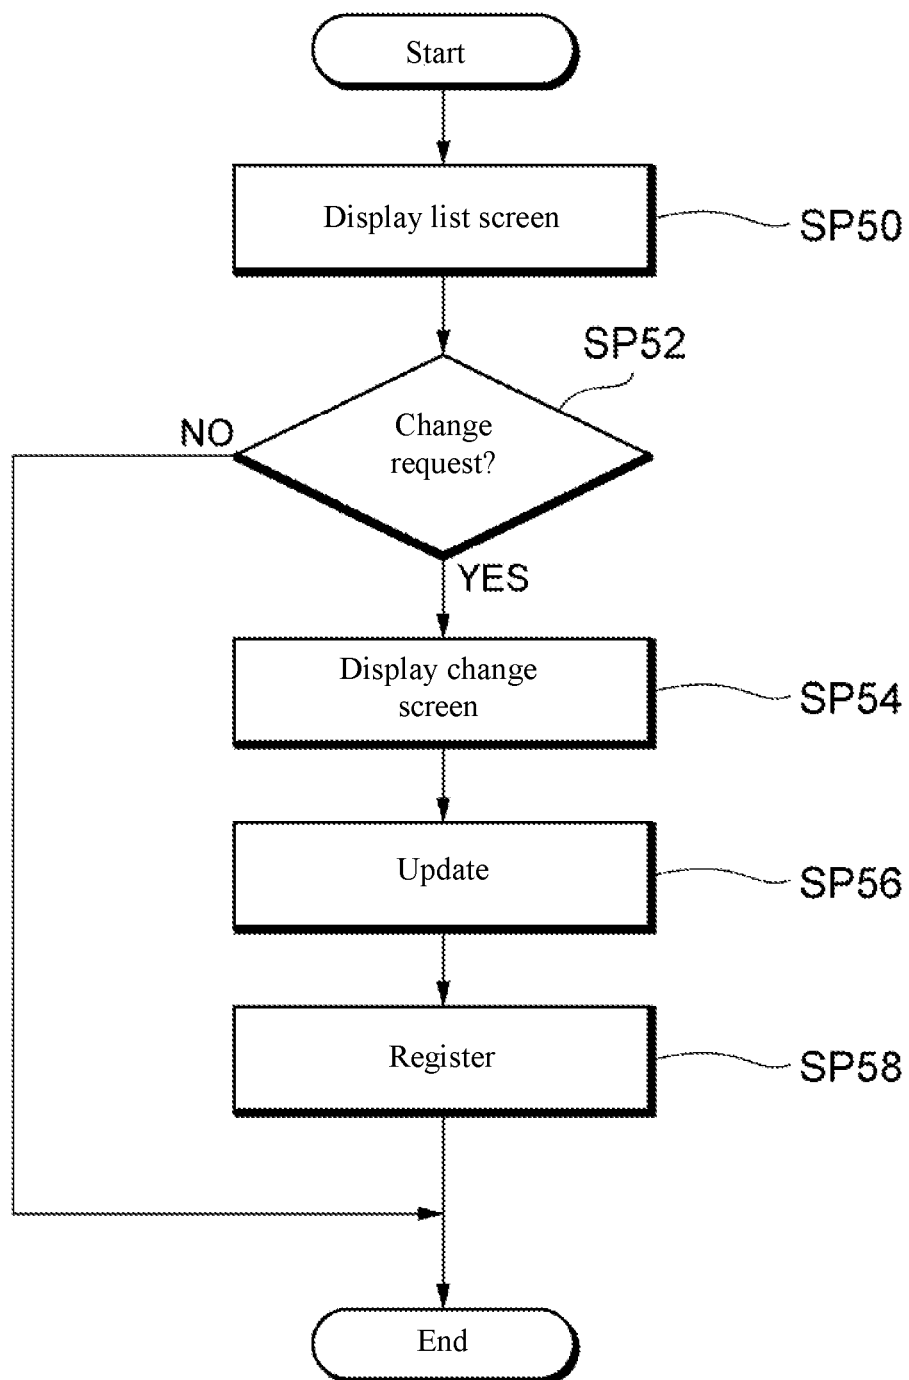 Start
Display list screen
SP50
SP52
NO
Change
request?
YES
Display change
screen
SP54
Update
SP56
Register
SP58
End